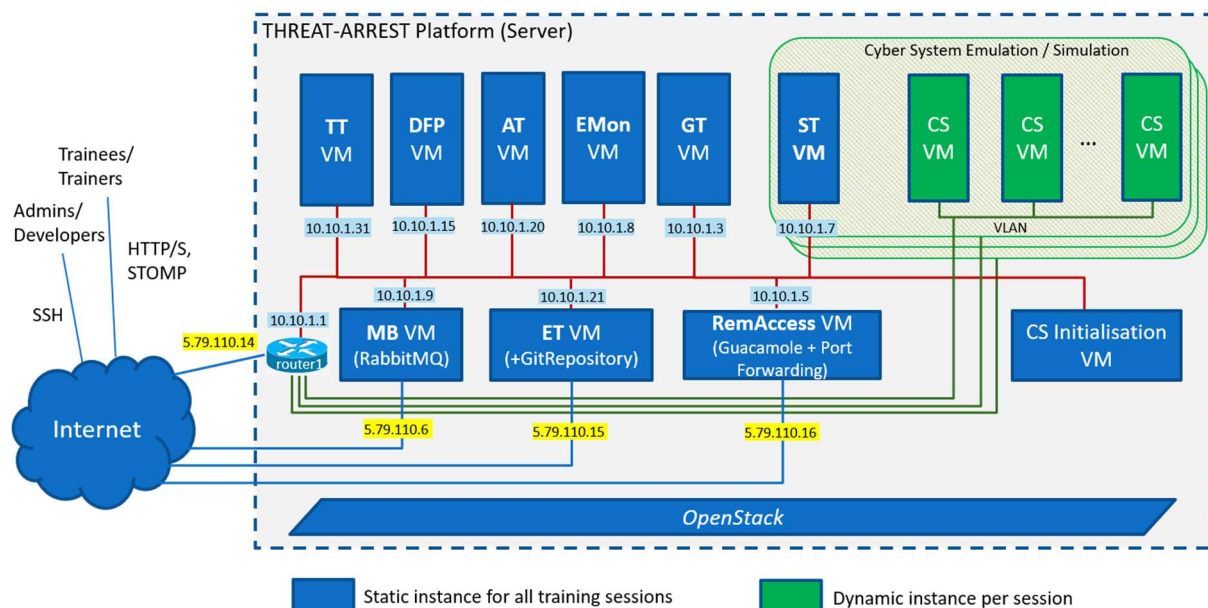 THREAT-ARREST Platform (Server)
Cyber System Emulation / Simulation
TT
VM
DFP
VM
AT
VM
EMon
VM
GT
VM
ST
VM
CS
VM
CS
VM
...
CS
VM
Trainees/
Trainers
Admins/
Developers
HTTP/S,
STOMP
SSH
10.10.1.31
10.10.1.15
10.10.1.20
10.10.1.8
10.10.1.3
10.10.1.7
VLAN
10.10.1.9
10.10.1.21
10.10.1.5
10.10.1.1
5.79.110.14
router1
MB VM
(RabbitMQ)
ET VM
(+GitRepository)
RemAccess VM
(Guacamole + Port
Forwarding)
CS Initialisation
VM
Internet
5.79.110.6
5.79.110.15
5.79.110.16
OpenStack
Static instance for all training sessions
Dynamic instance per session